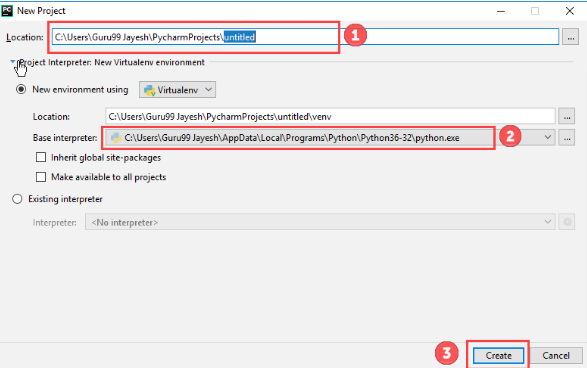 PC New Project
Location: C:\Users\Guru99 Jayesh\PycharmProjects\untitled ... 1
Project Interpreter: New Virtualenv environment
New environment using Virtualenv
Location: C:\Users\Guru99 Jayesh\PycharmProjects\untitled\venv ...
Base interpreter: C:\Users\Guru99 Jayesh\AppData\Local\Programs\Python\Python36-32\python.exe 2 ...
Inherit global site-packages
Make available to all projects
Existing interpreter
Interpreter: <No interpreter>
3 Create Cancel